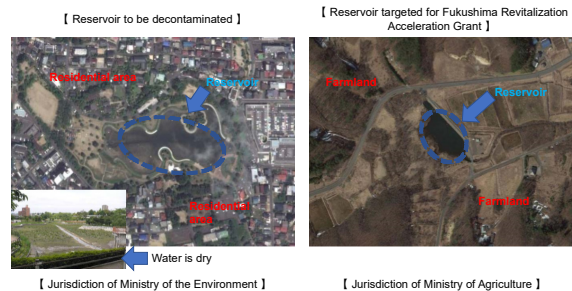 【 Reservoir to be decontaminated 】
【 Reservoir targeted for Fukushima Revitalization
Acceleration Grant 】
Residential area
Reservoir
Residential
area
Water is dry
Farmland
Reservoir
Farmland
【 Jurisdiction of Ministry of the Environment 】
【 Jurisdiction of Ministry of Agriculture 】